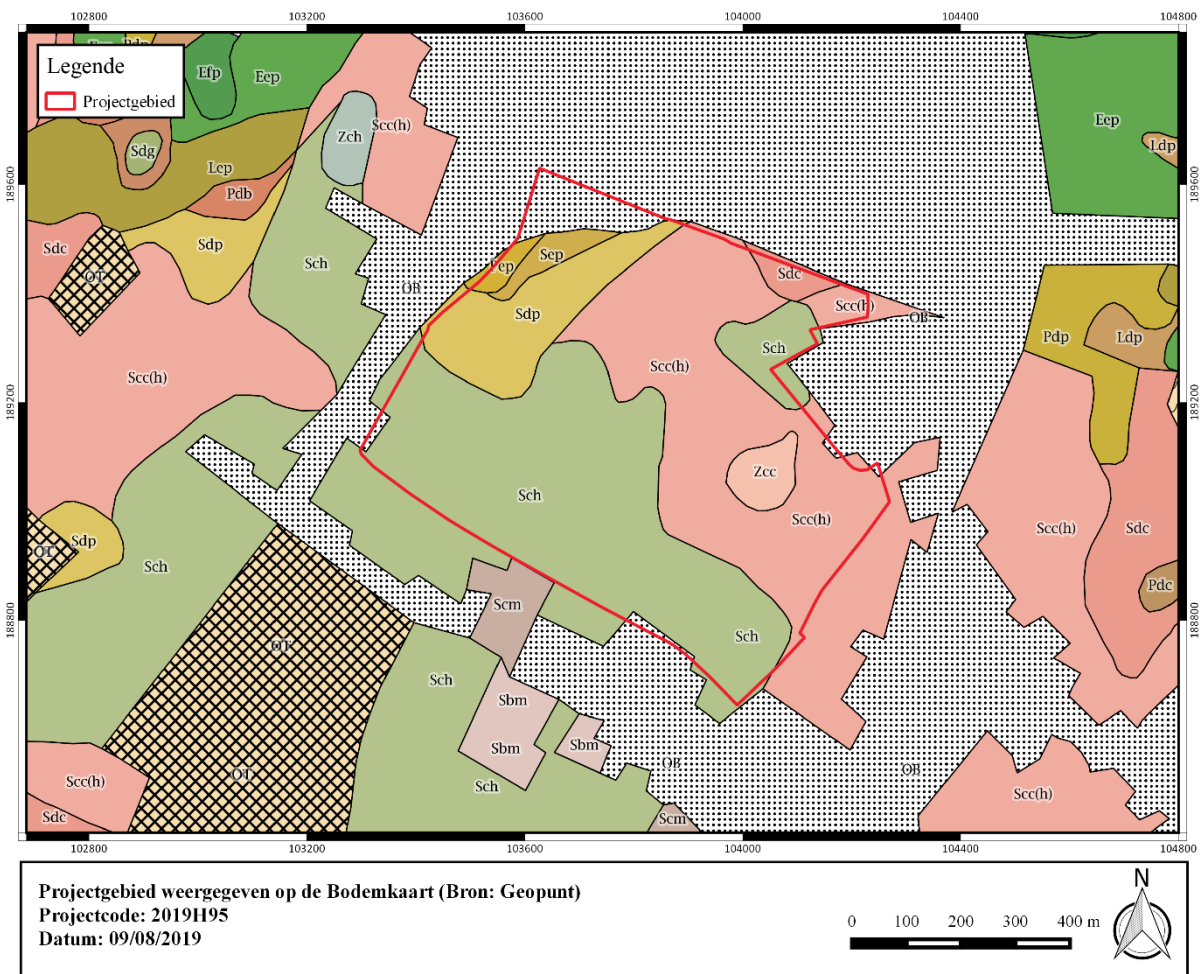 102800 103200 103600 104000 104400 104800
Legende
Projectgebied
Efp
Eep
Zch
Scc(h)
Eep
Ldp
Sdg
Lep
Pdb
189600
189600
Sdc
OT
Sdp
Sch
OB
Sep
Sdp
Sdc
Scc(h)
OB
Pdp
Ldp
Sch
Scc(h)
Scc(h)
189200
189200
Zcc
Sch
Scc(h)
Scc(h)
Sdc
OT
Sdp
Sch
Pdc
Scm
188800
188800
OT
Sch
Sch
Sbm
Sbm
Sbm
OB
OB
OT
Scc(h)
Sch
Scc(h)
Sdc
Scm
102800 103200 103600 104000 104400 104800
Projectgebied weergegeven op de Bodemkaart (Bron: Geopunt)
Projectcode: 2019H95
Datum: 09/08/2019
0 100 200 300 400 m
N